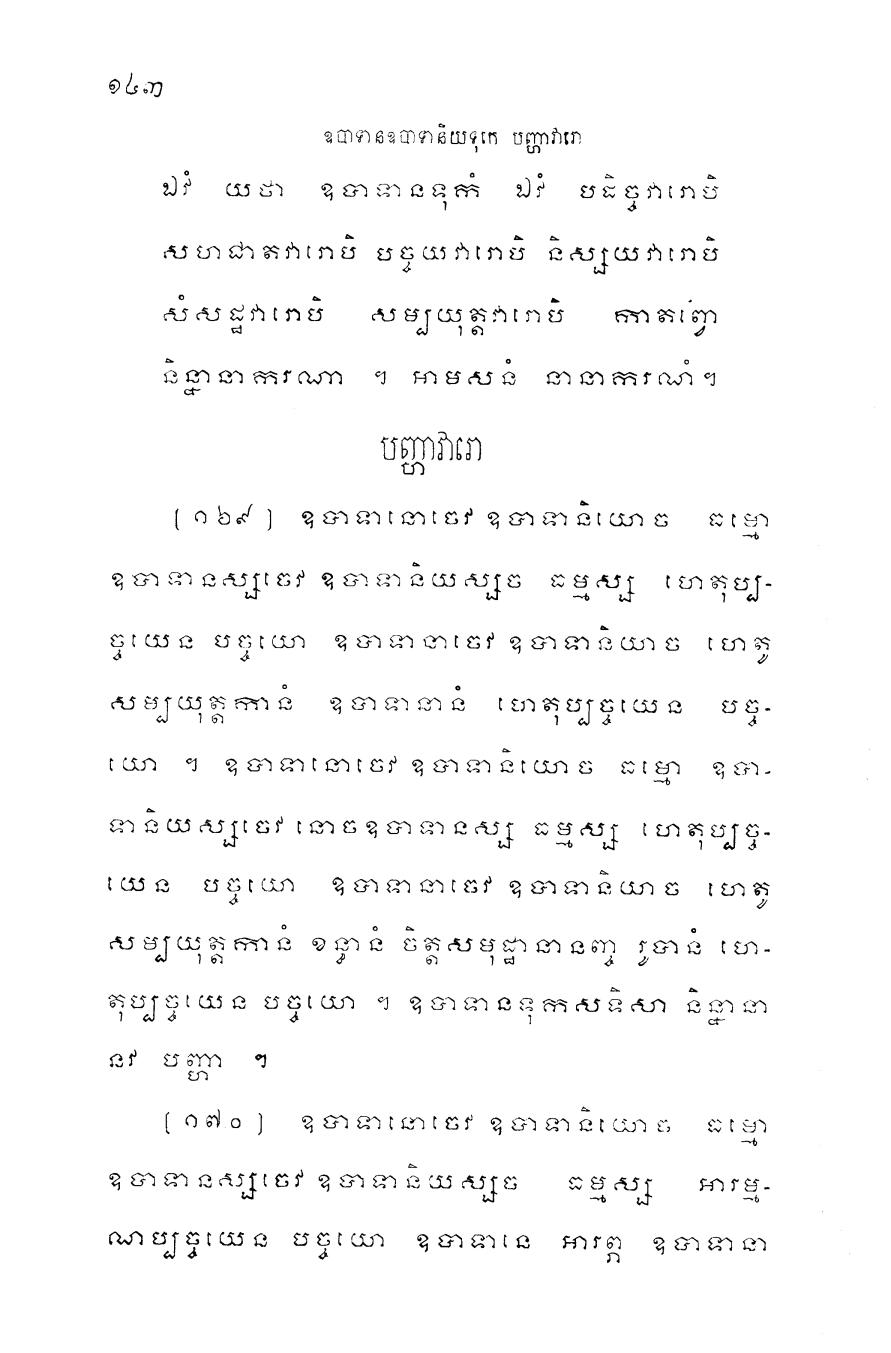 ១៤៣
ឧបាទានឧបាទានិយទុកេ បញ្ហាវារោ
ឯវំ យថា ឧបាទានទុកំ ឯវំ បដិច្ចវារោបិ
សហជាតវារោបិ បច្ចយវារោបិ និស្សយវារោបិ
សំសដ្ឋវារោបិ សម្បយុត្តវារោបិ កាតព្វោ
និន្នានាករណា ។ អាមសនំ នានាករណំ។
បញ្ហាវារោ
(១៦៩) ឧបាទានោចេវ ឧបាទានិយោច ធម្មោ
ឧបាទានស្សចេវ ឧបាទានិយស្សច ធម្មស្ស ហេតុប្ប-
ច្ចយេន បច្ចយោ ឧបាទានាចេវ ឧបាទានិយាច ហេតូ
សម្បយុត្តកានំ ឧបាទានានំ ហេតុប្បច្ចយេន បច្ច-
យោ ។ ឧបាទានោចេវ ឧបាទានិយោច ធម្មោ ឧបា-
ទានិយស្សចេវ នោចឧបាទានស្ស ធម្មស្ស ហេតុប្បច្ច-
យេន បច្ចយោ ឧបាទានាចេវ ឧបាទានិយាច ហេតូ
សម្បយុត្តកានំ ខន្ធានំ ចិត្តសមុដ្ឋានានញ្ច រូបានំ ហេ-
តុប្បច្ចយេន បច្ចយោ ។ ឧបាទានទុកសទិសា និន្នានា
នវ បញ្ហា ។
(១៧០) ឧបាទានោចេវ ឧបាទានិយោច ធម្មោ
ឧបាទានស្សចេវ ឧបាទានិយស្សច ធម្មស្ស អារម្ម-
ណប្បច្ចយេន បច្ចយោ ឧបាទានេ អារព្ភ ឧបាទានា